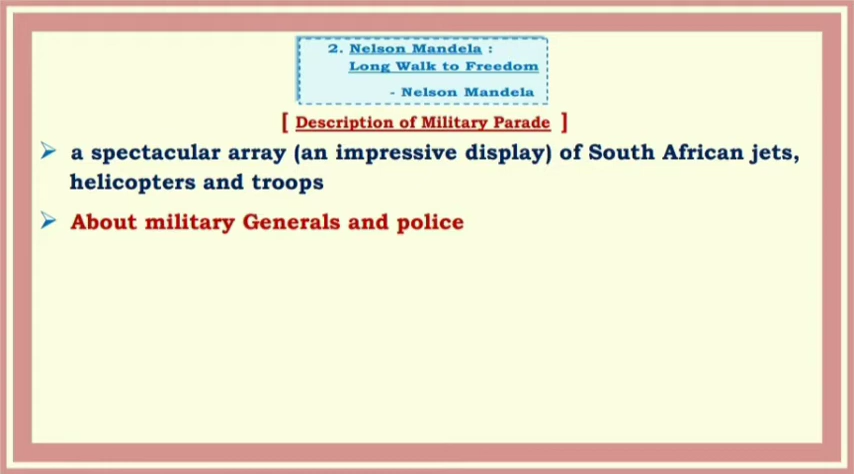 2. Nelson Mandela :
Long Walk to Freedom
- Nelson Mandela
[ Description of Military Parade ]
➢ a spectacular array (an impressive display) of South African jets,
helicopters and troops
➢ About military Generals and police